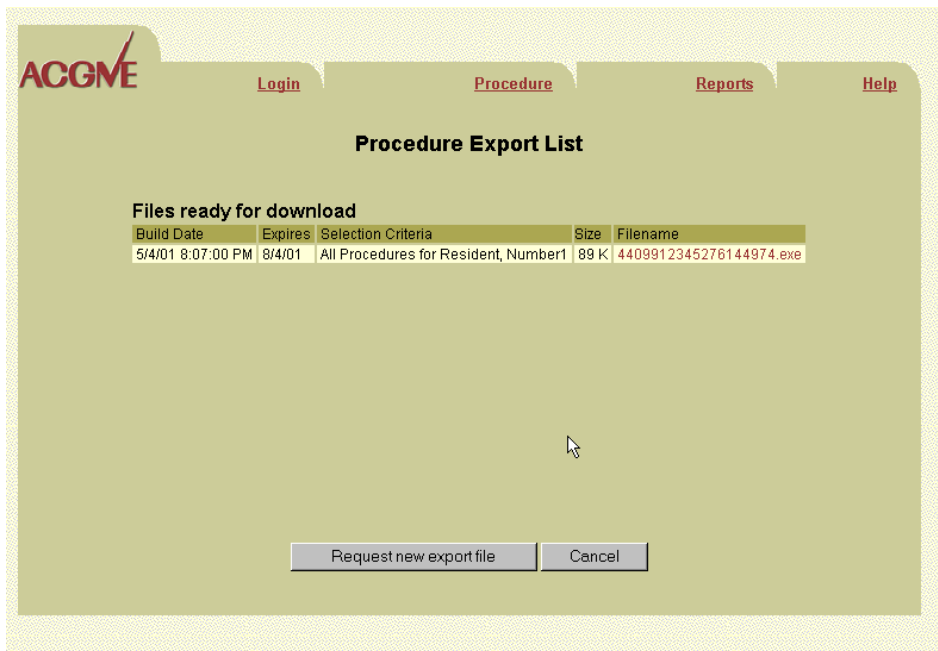 ACGME
Login Procedure Reports Help
Procedure Export List
Files ready for download
Build Date Expires Selection Criteria Size Filename
5/4/01 8:07:00 PM 8/4/01 All Procedures for Resident, Number1 89 K 4409912345276144974.exe
Request new export file Cancel